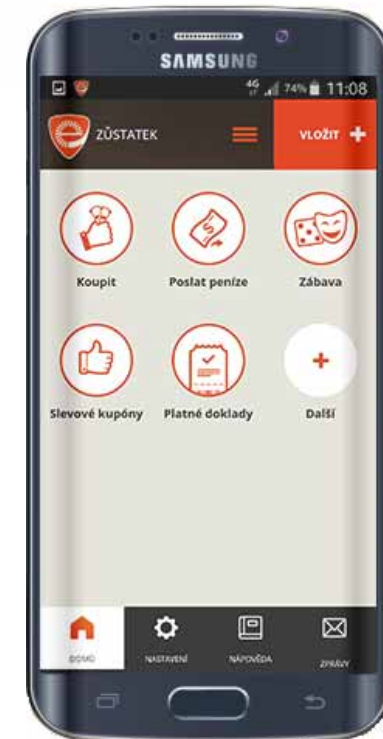 SAMSUNG
4G 74% 11:08
ZŮSTATEK VLOŽIT +
Koupit Poslat peníze Zábava
Slevové kupóny Platné doklady Další
DOMŮ NASTAVENÍ NÁPOVĚDA ZPRÁVY